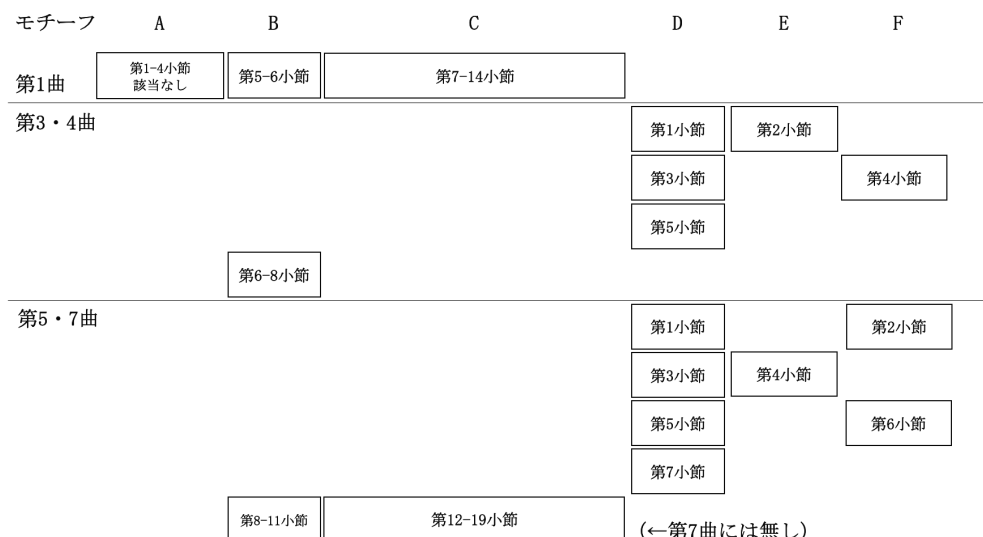 モチーフ A B C D E F
第1-4小節
該当なし
第1曲 第5-6小節 第7-14小節
第3・4曲 第1小節 第2小節
第3小節 第4小節
第5小節
第6-8小節
第5・7曲 第1小節 第2小節
第3小節 第4小節
第5小節 第6小節
第7小節
第8-11小節 第12-19小節 (←第7曲には無し)